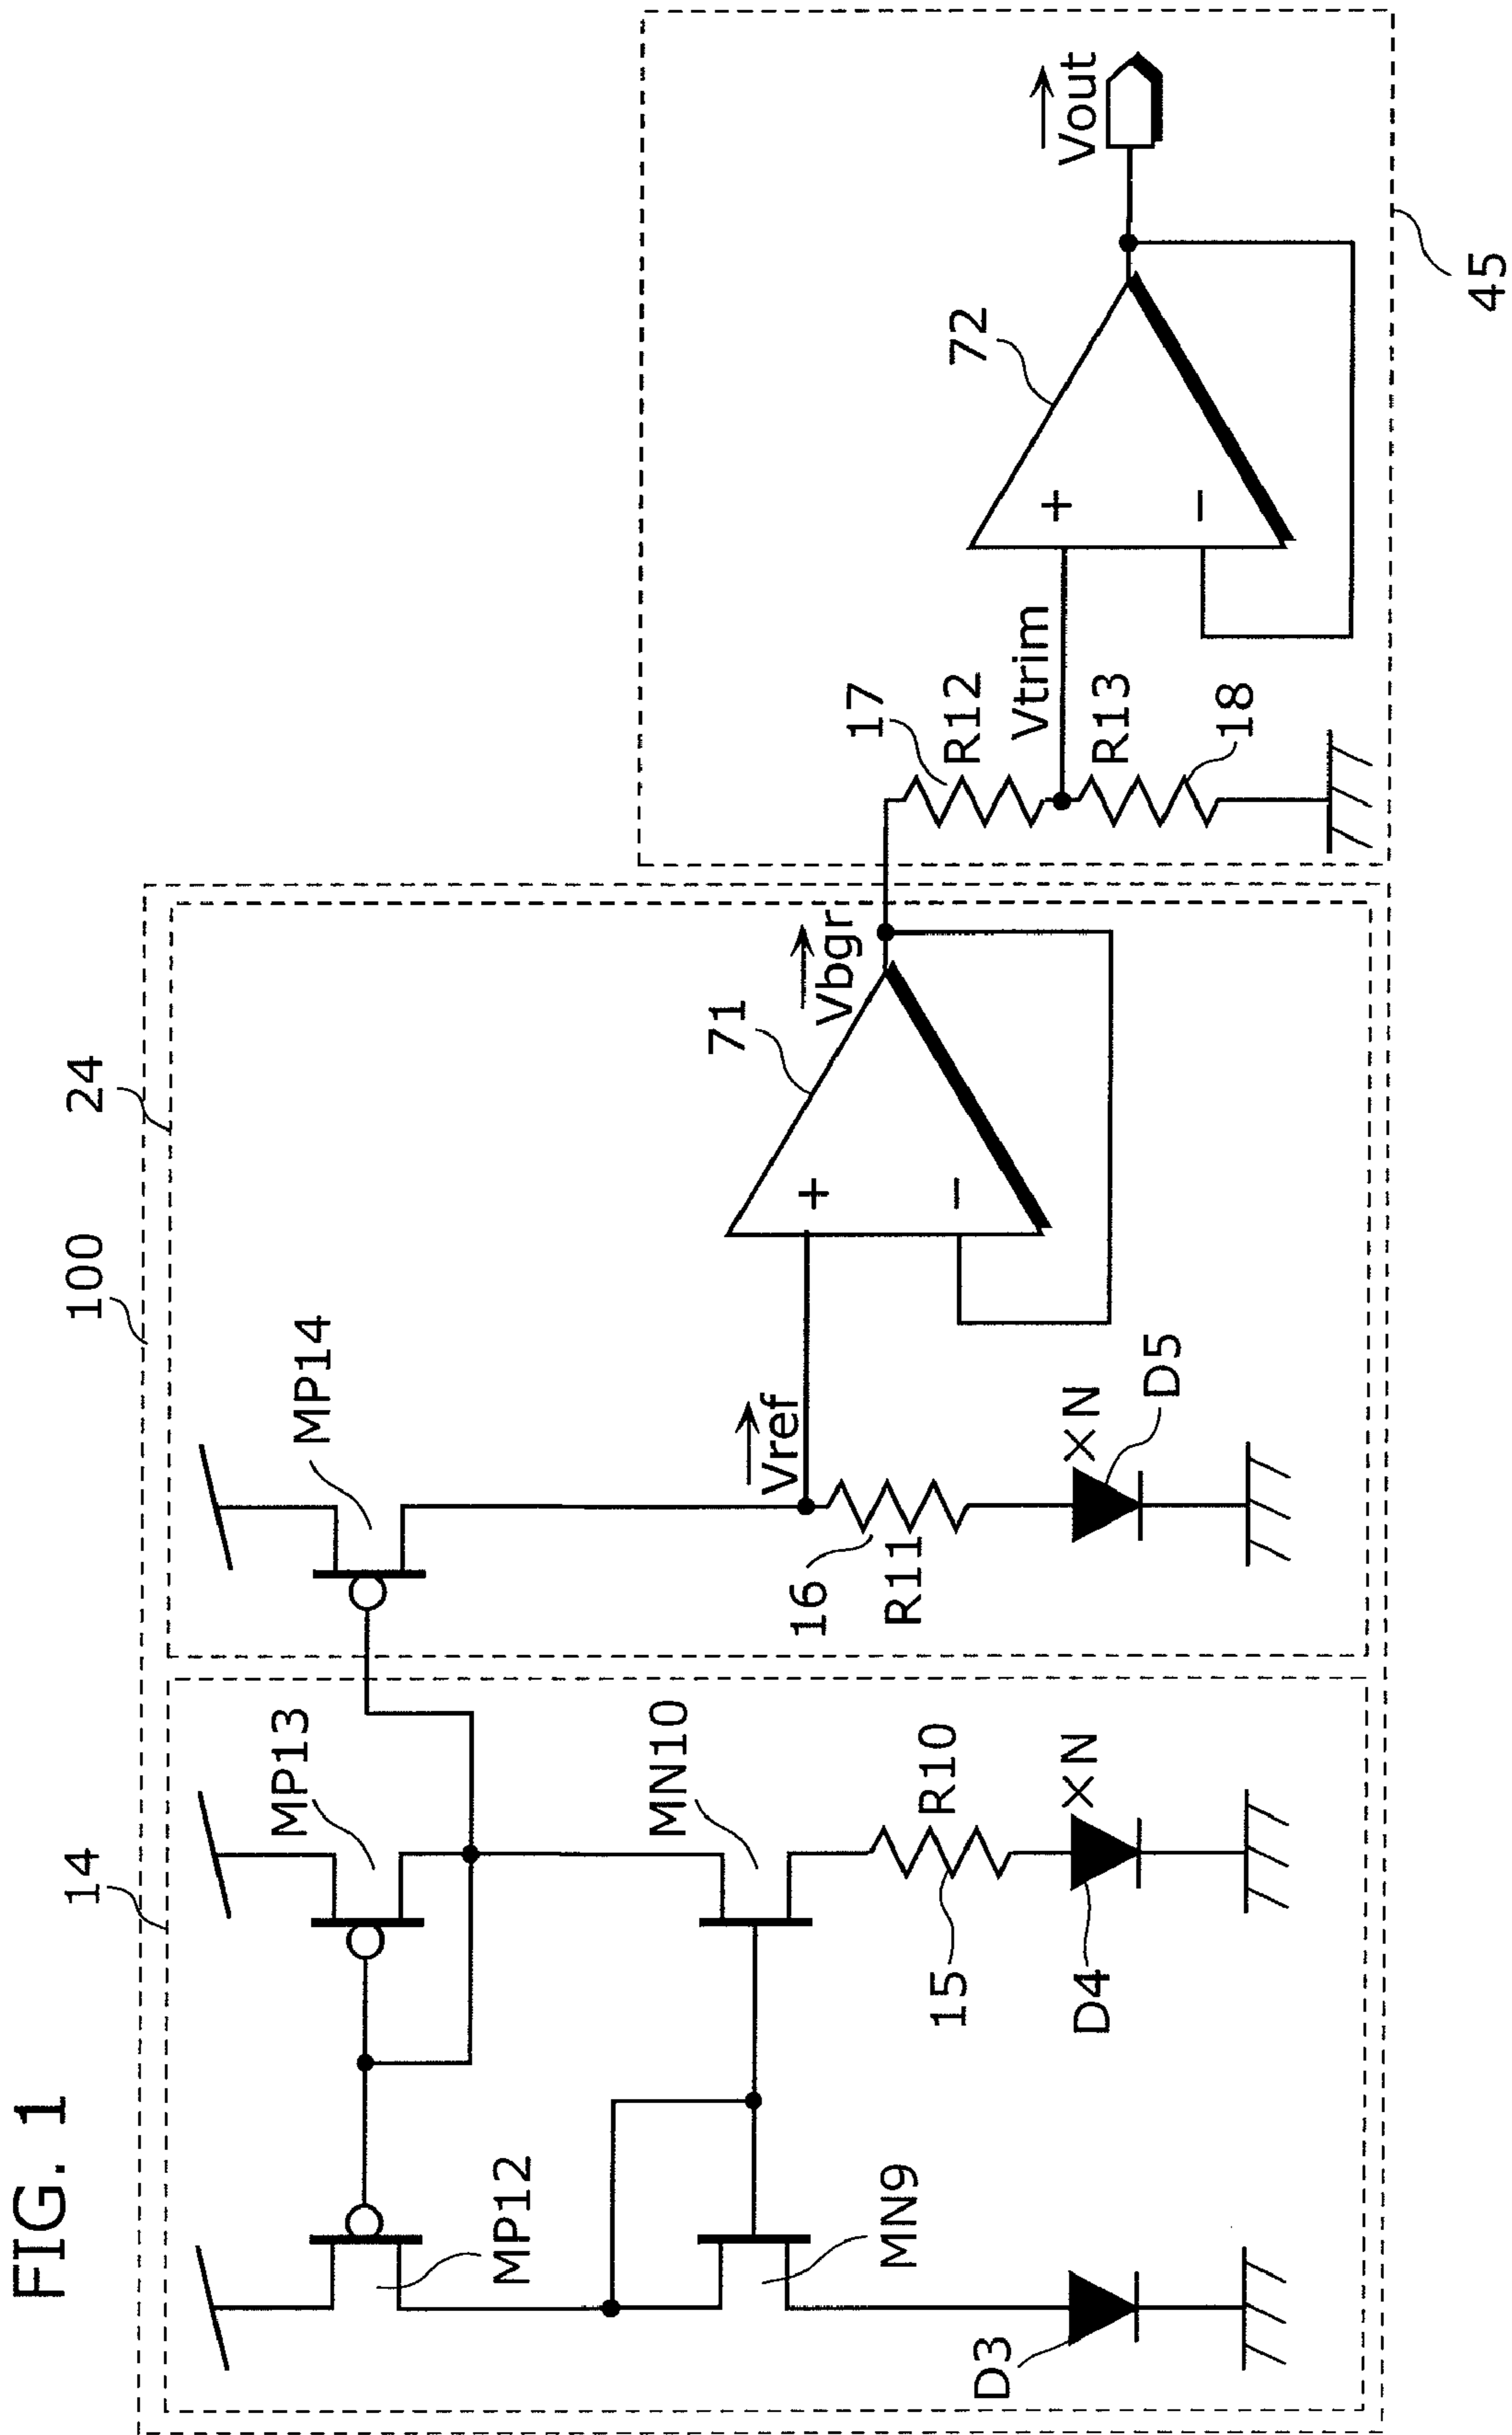 FIG. 1
100
14
24
MP12
MP13
MP14
MN9
MN10
R10
15
D3
D4
×N
Vref
16
R11
×N
D5
71
+
−
Vbgr
17
R12
Vtrim
R13
18
72
+
−
Vout
45